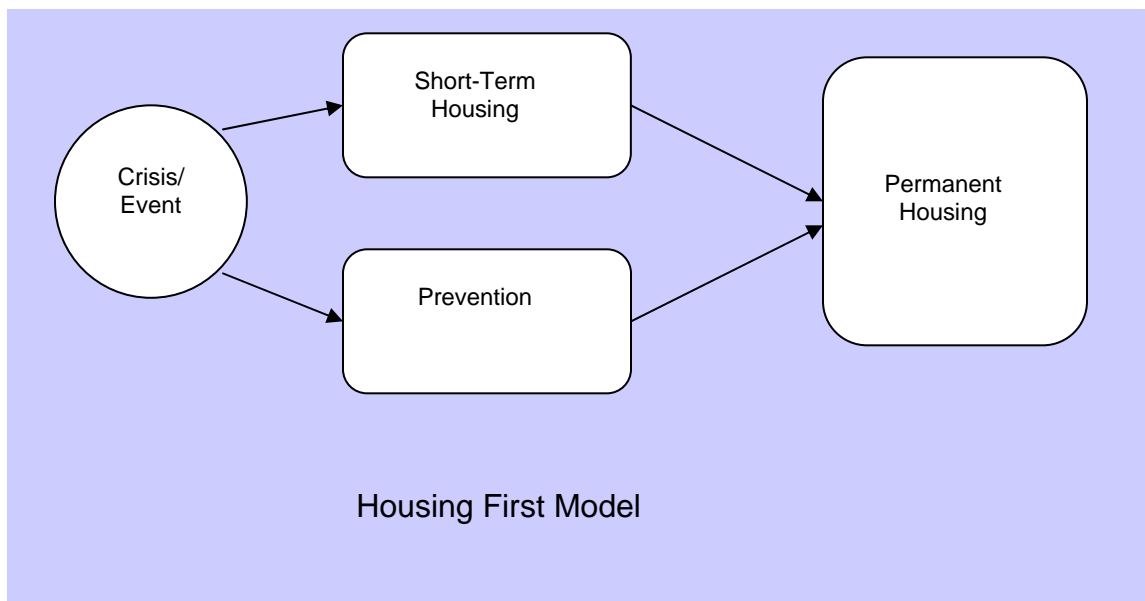 Crisis/
Event
Short-Term
Housing
Prevention
Permanent
Housing
Housing First Model